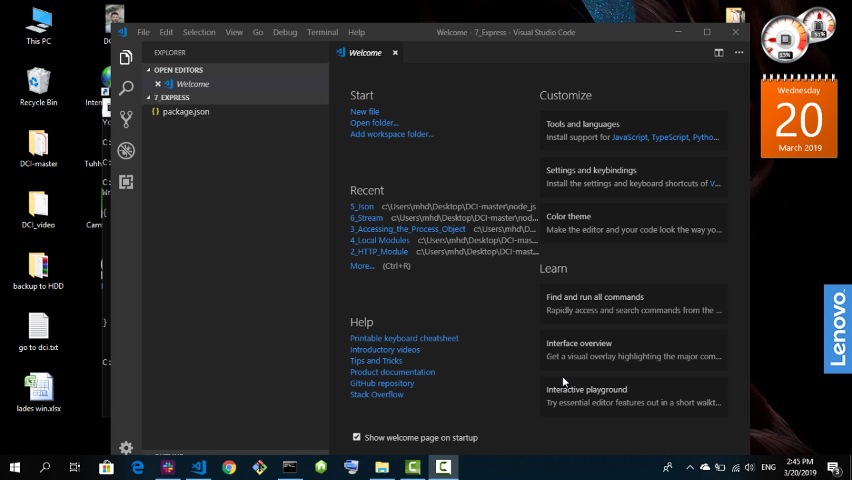 This PC
Recycle Bin
DCI-master
DCI_video
backup to HDD
go to dci.txt
lades win.xlsx
File Edit Selection View Go Debug Terminal Help
Welcome - 7_Express - Visual Studio Code
EXPLORER
OPEN EDITORS
Welcome
7_EXPRESS
package.json
Welcome
Start
New file
Open folder...
Add workspace folder...
Recent
5_Json c:\Users\mhd\Desktop\DCI-master\node_js
6_Stream c:\Users\mhd\Desktop\DCI-master\nod...
3_Accessing_the_Process_Object c:\Users\mhd\D...
4_Local Modules c:\Users\mhd\Desktop\DCI-mast...
2_HTTP_Module c:\Users\mhd\Desktop\DCI-mast...
More... (Ctrl+R)
Help
Printable keyboard cheatsheet
Introductory videos
Tips and Tricks
Product documentation
GitHub repository
Stack Overflow
Customize
Tools and languages
Install support for JavaScript, TypeScript, Pytho...
Settings and keybindings
Install the settings and keyboard shortcuts of V...
Color theme
Make the editor and your code look the way you...
Learn
Find and run all commands
Rapidly access and search commands from the ...
Interface overview
Get a visual overlay highlighting the major com...
Interactive playground
Try essential editor features out in a short walkt...
Show welcome page on startup
Wednesday
20
March 2019
Lenovo
ENG
2:45 PM
3/20/2019